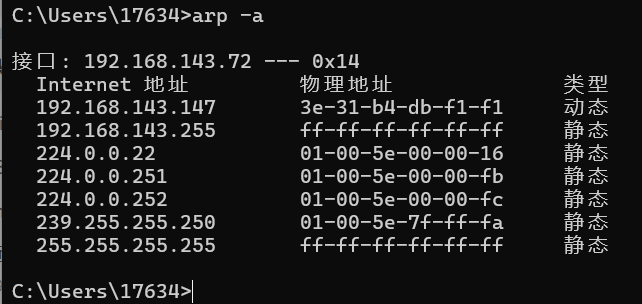 C:\Users\17634>arp -a
接口: 192.168.143.72 --- 0x14
Internet 地址 物理地址 类型
192.168.143.147 3e-31-b4-db-f1-f1 动态
192.168.143.255 ff-ff-ff-ff-ff-ff 静态
224.0.0.22 01-00-5e-00-00-16 静态
224.0.0.251 01-00-5e-00-00-fb 静态
224.0.0.252 01-00-5e-00-00-fc 静态
239.255.255.250 01-00-5e-7f-ff-fa 静态
255.255.255.255 ff-ff-ff-ff-ff-ff 静态
C:\Users\17634>